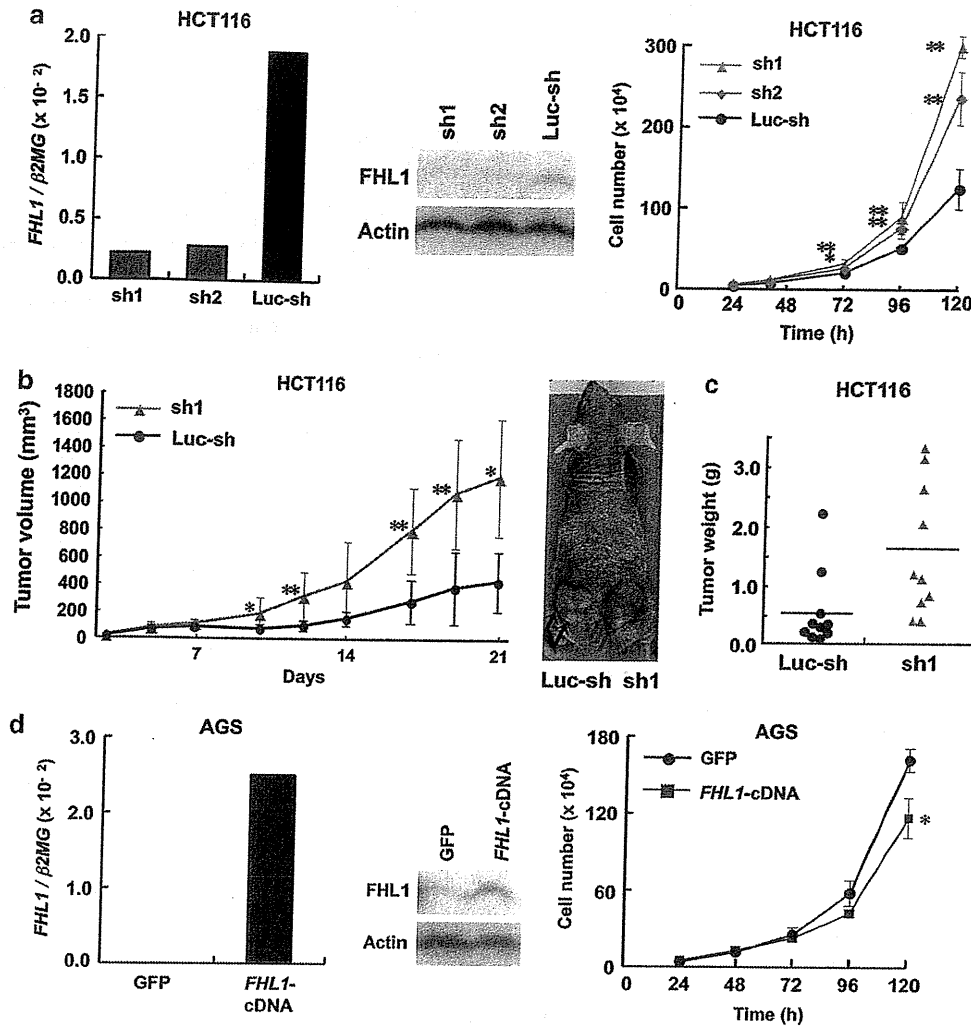 a
HCT116
FHL1 / β2MG (x 10⁻²)
2.0
1.5
1.0
0.5
0.0
sh1 sh2 Luc-sh
sh1 sh2 Luc-sh
FHL1
Actin
HCT116
sh1
sh2
Luc-sh
Cell number (x 10⁴)
300
200
100
0
**
**
**
**
**
*
0 24 48 72 96 120
Time (h)
b
HCT116
sh1
Luc-sh
Tumor volume (mm³)
1800
1600
1400
1200
1000
800
600
400
200
0
* ** ** ** *
7 14 21
Days
Luc-sh sh1
c
HCT116
Tumor weight (g)
3.0
2.0
1.0
0.0
Luc-sh sh1
d
AGS
FHL1 / β2MG (x 10⁻²)
3.0
2.0
1.0
0.0
GFP FHL1-
cDNA
GFP FHL1-cDNA
FHL1
Actin
AGS
GFP
FHL1-cDNA
Cell number (x 10⁴)
180
120
60
0
*
0 24 48 72 96 120
Time (h)